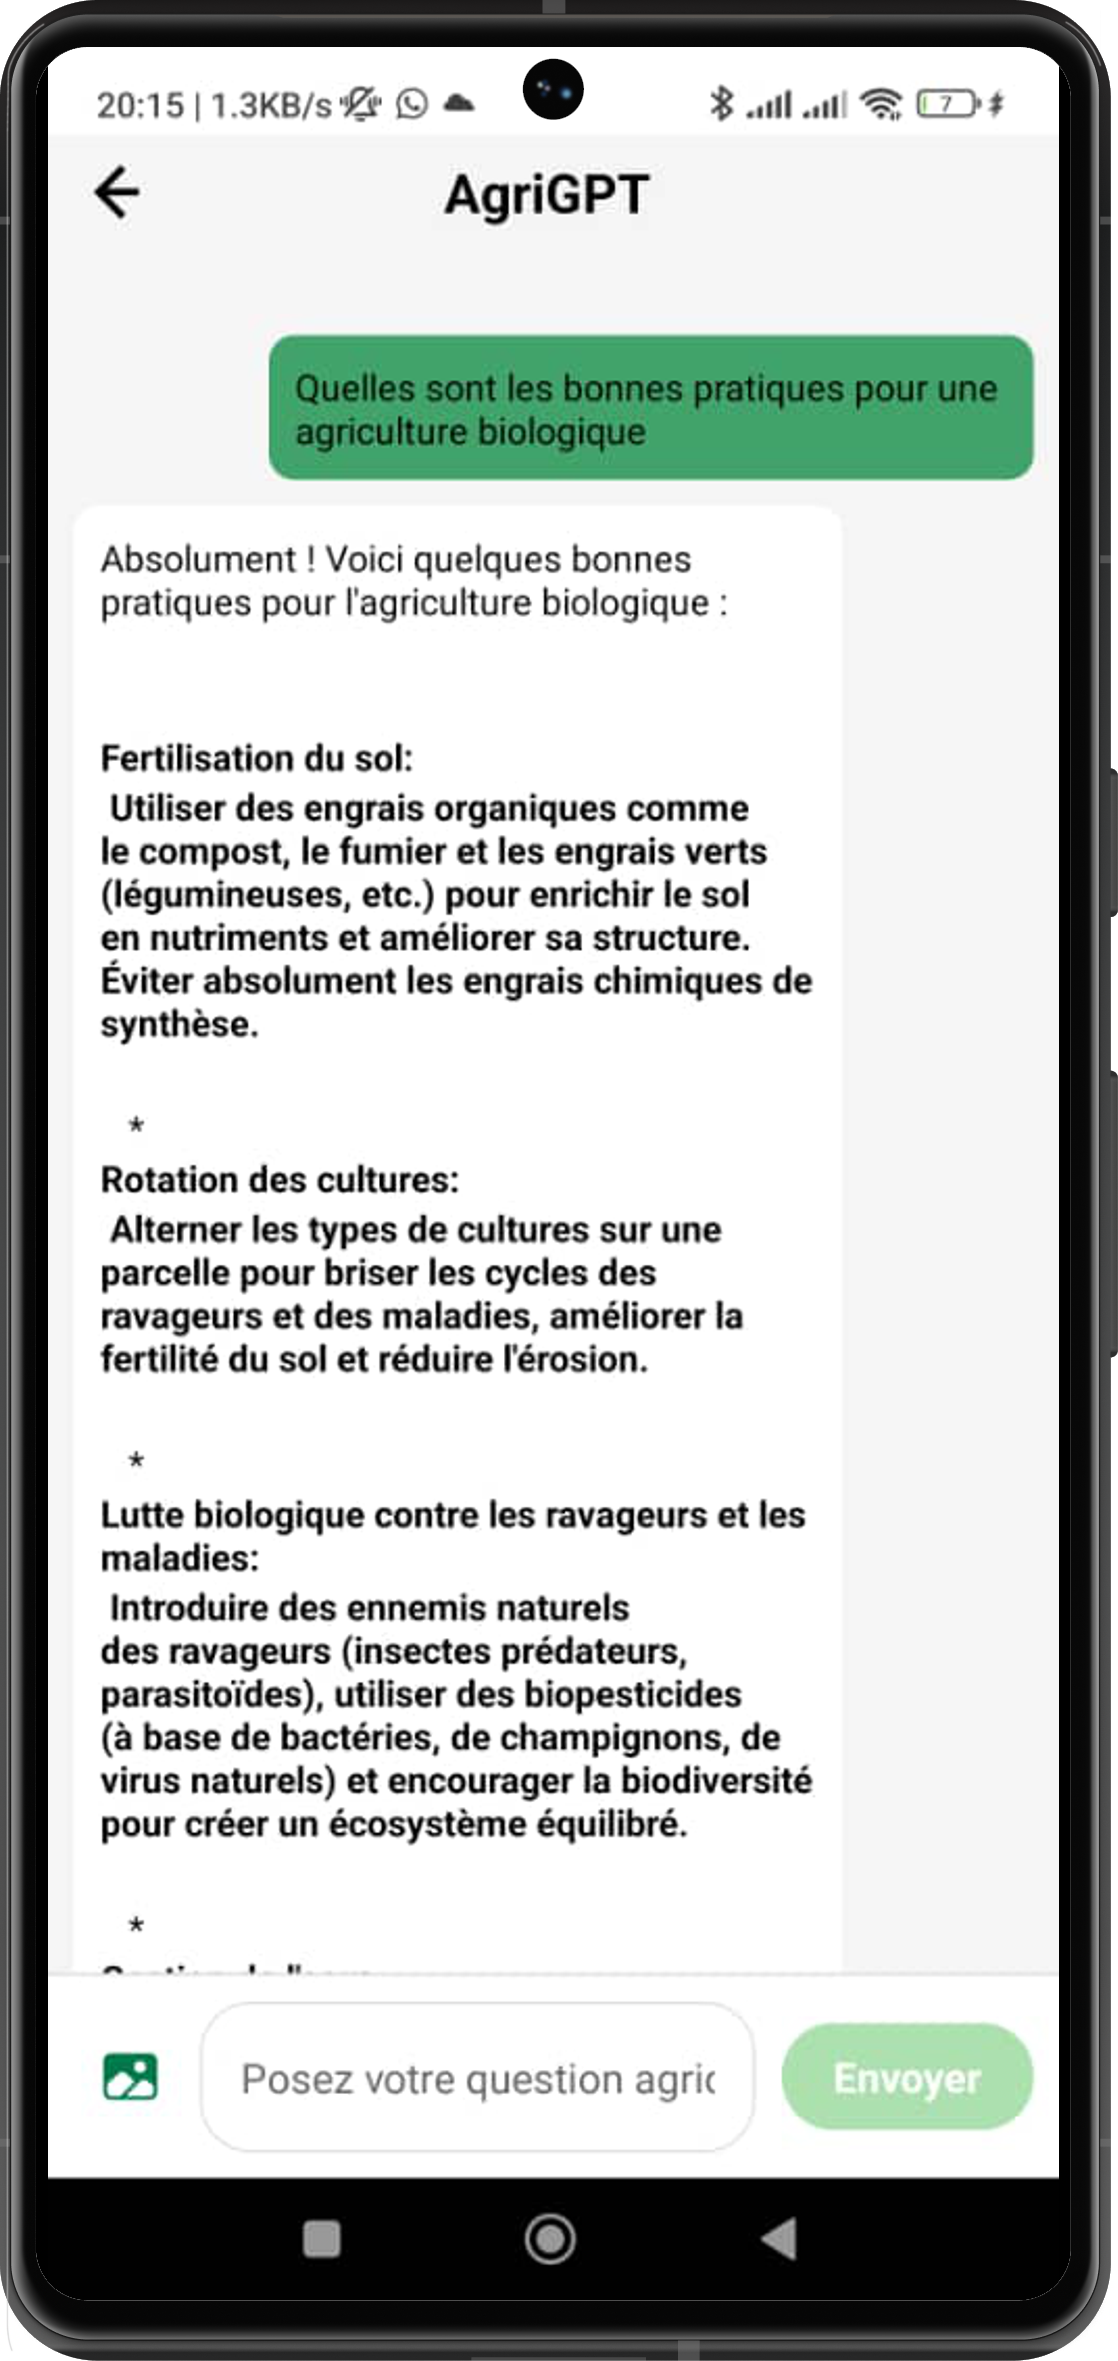 20:15 | 1.3KB/s
7
AgriGPT
Quelles sont les bonnes pratiques pour une
agriculture biologique
Absolument ! Voici quelques bonnes
pratiques pour l'agriculture biologique :
Fertilisation du sol:
Utiliser des engrais organiques comme
le compost, le fumier et les engrais verts
(légumineuses, etc.) pour enrichir le sol
en nutriments et améliorer sa structure.
Éviter absolument les engrais chimiques de
synthèse.
*
Rotation des cultures:
Alterner les types de cultures sur une
parcelle pour briser les cycles des
ravageurs et des maladies, améliorer la
fertilité du sol et réduire l'érosion.
*
Lutte biologique contre les ravageurs et les
maladies:
Introduire des ennemis naturels
des ravageurs (insectes prédateurs,
parasitoïdes), utiliser des biopesticides
(à base de bactéries, de champignons, de
virus naturels) et encourager la biodiversité
pour créer un écosystème équilibré.
*
Posez votre question agric
Envoyer